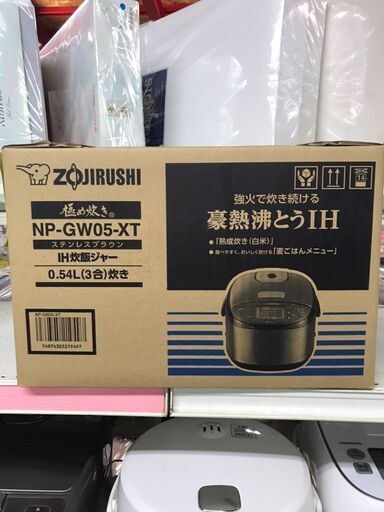 ZOJIRUSHI
極め炊き®
NP-GW05-XT
ステンレスブラウン
IH炊飯ジャー
0.54L(3合)炊き
NP-GW05-XT
強火で炊き続ける
豪熱沸とうIH
●「熟成炊き(白米)」
●食べやすく、おいしく炊ける「麦ごはんメニュー」
14